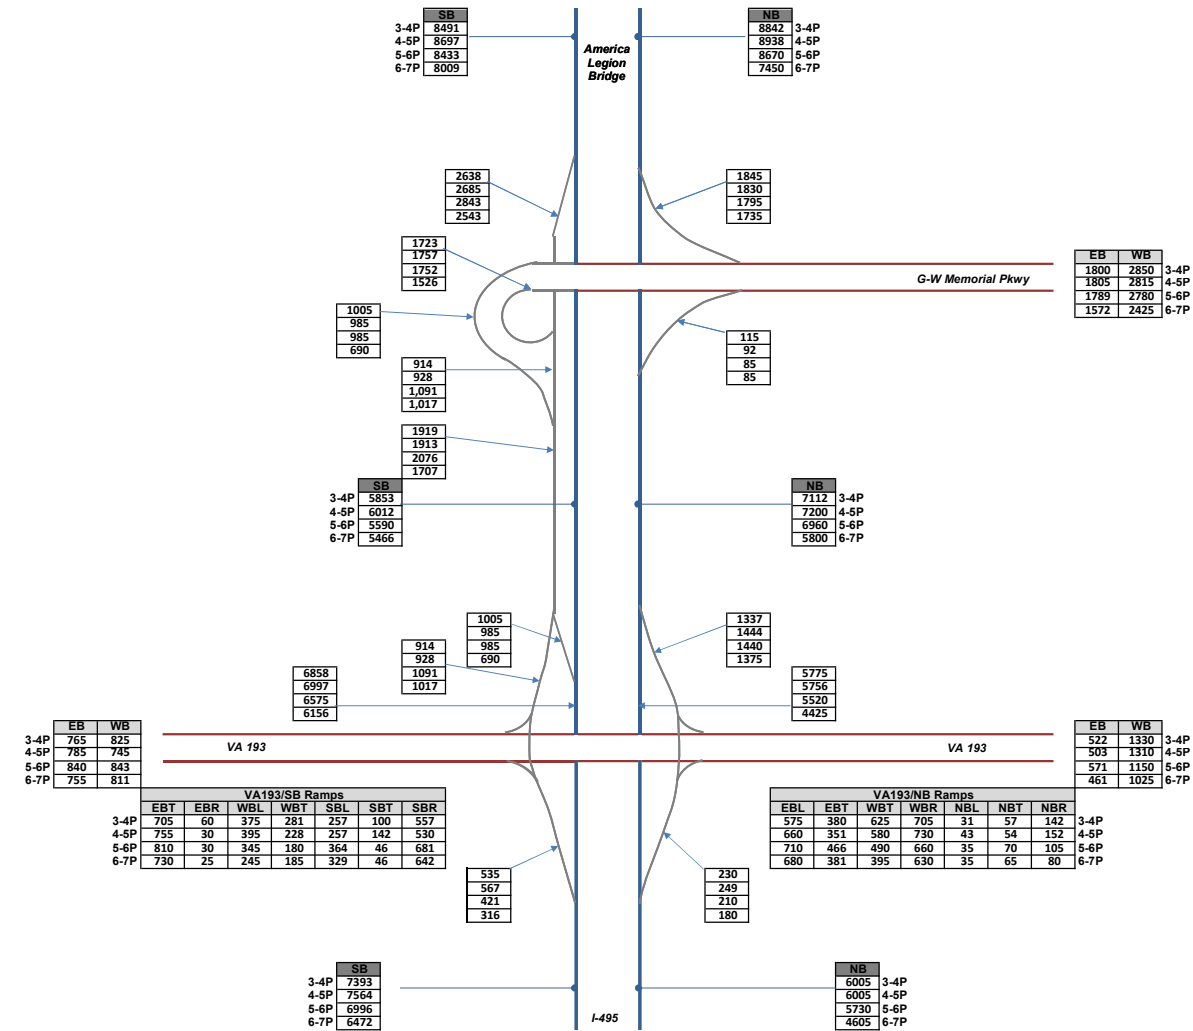 SB
3-4P 8491
4-5P 8697
5-6P 8433
6-7P 8009
NB
8842 3-4P
8938 4-5P
8670 5-6P
7450 6-7P
America
Legion
Bridge
2638
2685
2843
2543
1845
1830
1795
1735
1723
1757
1752
1526
G-W Memorial Pkwy
EB WB
1800 2850 3-4P
1805 2815 4-5P
1789 2780 5-6P
1572 2425 6-7P
1005
985
985
690
115
92
85
85
914
928
1,091
1,017
1919
1913
2076
1707
SB
3-4P 5853
4-5P 6012
5-6P 5590
6-7P 5466
NB
7112 3-4P
7200 4-5P
6960 5-6P
5800 6-7P
1005
985
985
690
1337
1444
1440
1375
914
928
1091
1017
6858
6997
6575
6156
5775
5756
5520
4425
EB WB
3-4P 765 825
4-5P 785 745
5-6P 840 843
6-7P 755 811
VA 193
VA 193
EB WB
522 1330 3-4P
503 1310 4-5P
571 1150 5-6P
461 1025 6-7P
VA193/SB Ramps
EBT EBR WBL WBT SBL SBT SBR
3-4P 705 60 375 281 257 100 557
4-5P 755 30 395 228 257 142 530
5-6P 810 30 345 180 364 46 681
6-7P 730 25 245 185 329 46 642
VA193/NB Ramps
EBL EBT WBT WBR NBL NBT NBR
575 380 625 705 31 57 142 3-4P
660 351 580 730 43 54 152 4-5P
710 466 490 660 35 70 105 5-6P
680 381 395 630 35 65 80 6-7P
535
567
421
316
230
249
210
180
SB
3-4P 7393
4-5P 7564
5-6P 6996
6-7P 6472
NB
6005 3-4P
6005 4-5P
5730 5-6P
4605 6-7P
I-495